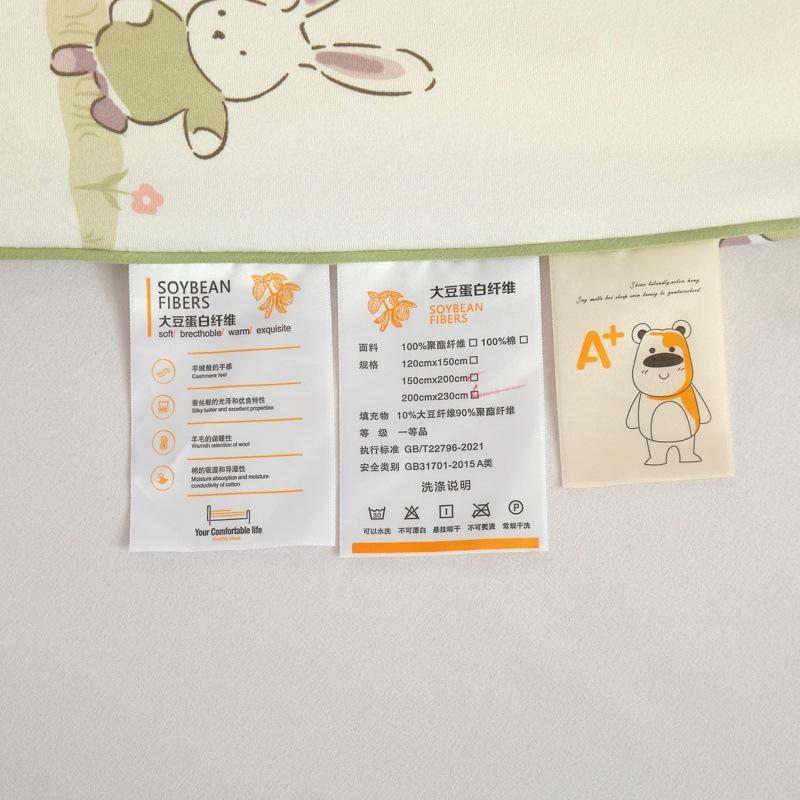 SOYBEAN
FIBERS
大豆蛋白纤维
soft/ brecthoble/ warm/ exquisite
羊绒般的手感
Cashmere feel
蚕丝般的光泽和优良特性
Silky luster and excellent properties
羊毛的保暖性
Warmth retention of wool
棉的吸湿和导湿性
Moisture absorption and moisture
conductivity of cotton
Your Comfortable life
Healthy sleep
大豆蛋白纤维
SOYBEAN
FIBERS
面料 100%聚酯纤维□ 100%棉□
规格 120cmx150cm□
150cmx200cm□
200cmx230cm□
填充物 10%大豆纤维90%聚酯纤维
等 级 一等品
执行标准 GB/T22796-2021
安全类别 GB31701-2015 A类
洗涤说明
30 P
可以水洗 不可漂白 悬挂晾干 不可熨烫 常规干洗
A+